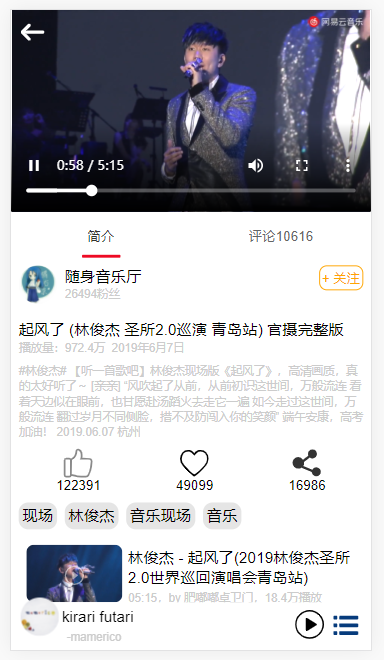 网易云音乐
0:58 / 5:15
简介
评论10616
随身音乐厅
+ 关注
26494粉丝
起风了 (林俊杰 圣所2.0巡演 青岛站) 官摄完整版
播放量：972.4万 2019年6月7日
#林俊杰# 【听一首歌吧】林俊杰现场版《起风了》，高清画质，真
的太好听了～ [亲亲] “风吹起了从前，从前初识这世间，万般流连 看
着天边似在眼前，也甘愿赴汤蹈火去走它一遍 如今走过这世间，万
般流连 翻过岁月不同侧脸，措不及防闯入你的笑颜” 端午安康，高考
加油！ 2019.06.07 杭州
122391
49099
16986
现场 林俊杰 音乐现场 音乐
林俊杰 - 起风了(2019林俊杰圣所
2.0世界巡回演唱会青岛站)
05:15，by 肥嘟嘟卓卫门，18.4万播放
kirari futari
-mamerico